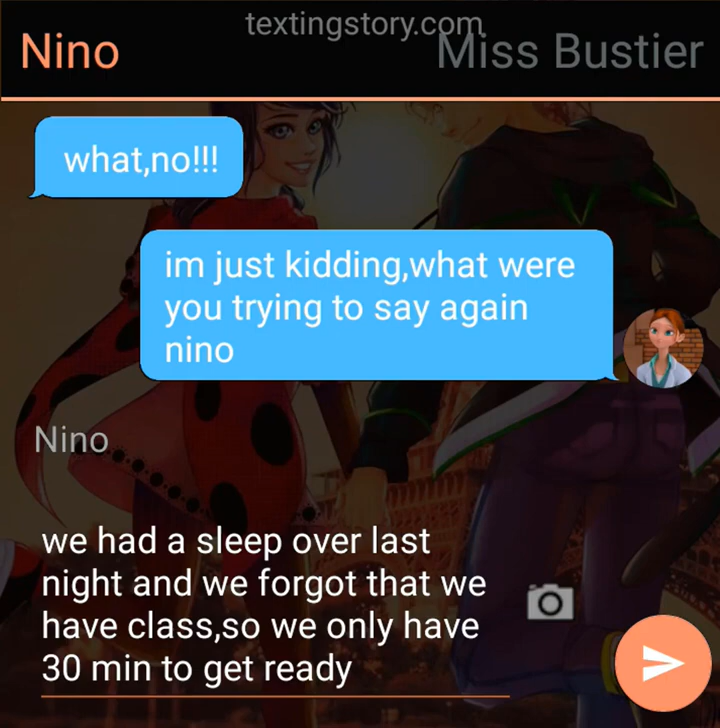 textingstory.com
Nino
Miss Bustier
what,no!!!
im just kidding,what were
you trying to say again
nino
Nino
we had a sleep over last
night and we forgot that we
have class,so we only have
30 min to get ready